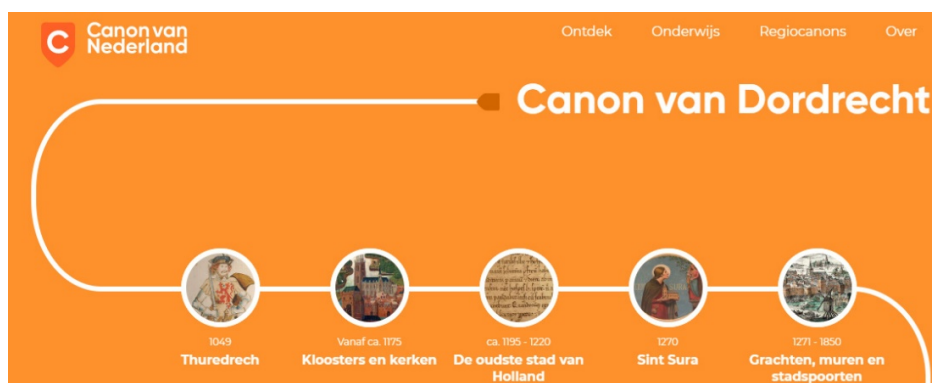 C
Canon van
Nederland
Ontdek Onderwijs Regiocanons Over
Canon van Dordrecht
1049
Thuredrech
Vanaf ca. 1175
Kloosters en kerken
ca. 1195 - 1220
De oudste stad van
Holland
1270
Sint Sura
1271 - 1850
Grachten, muren en
stadspoorten